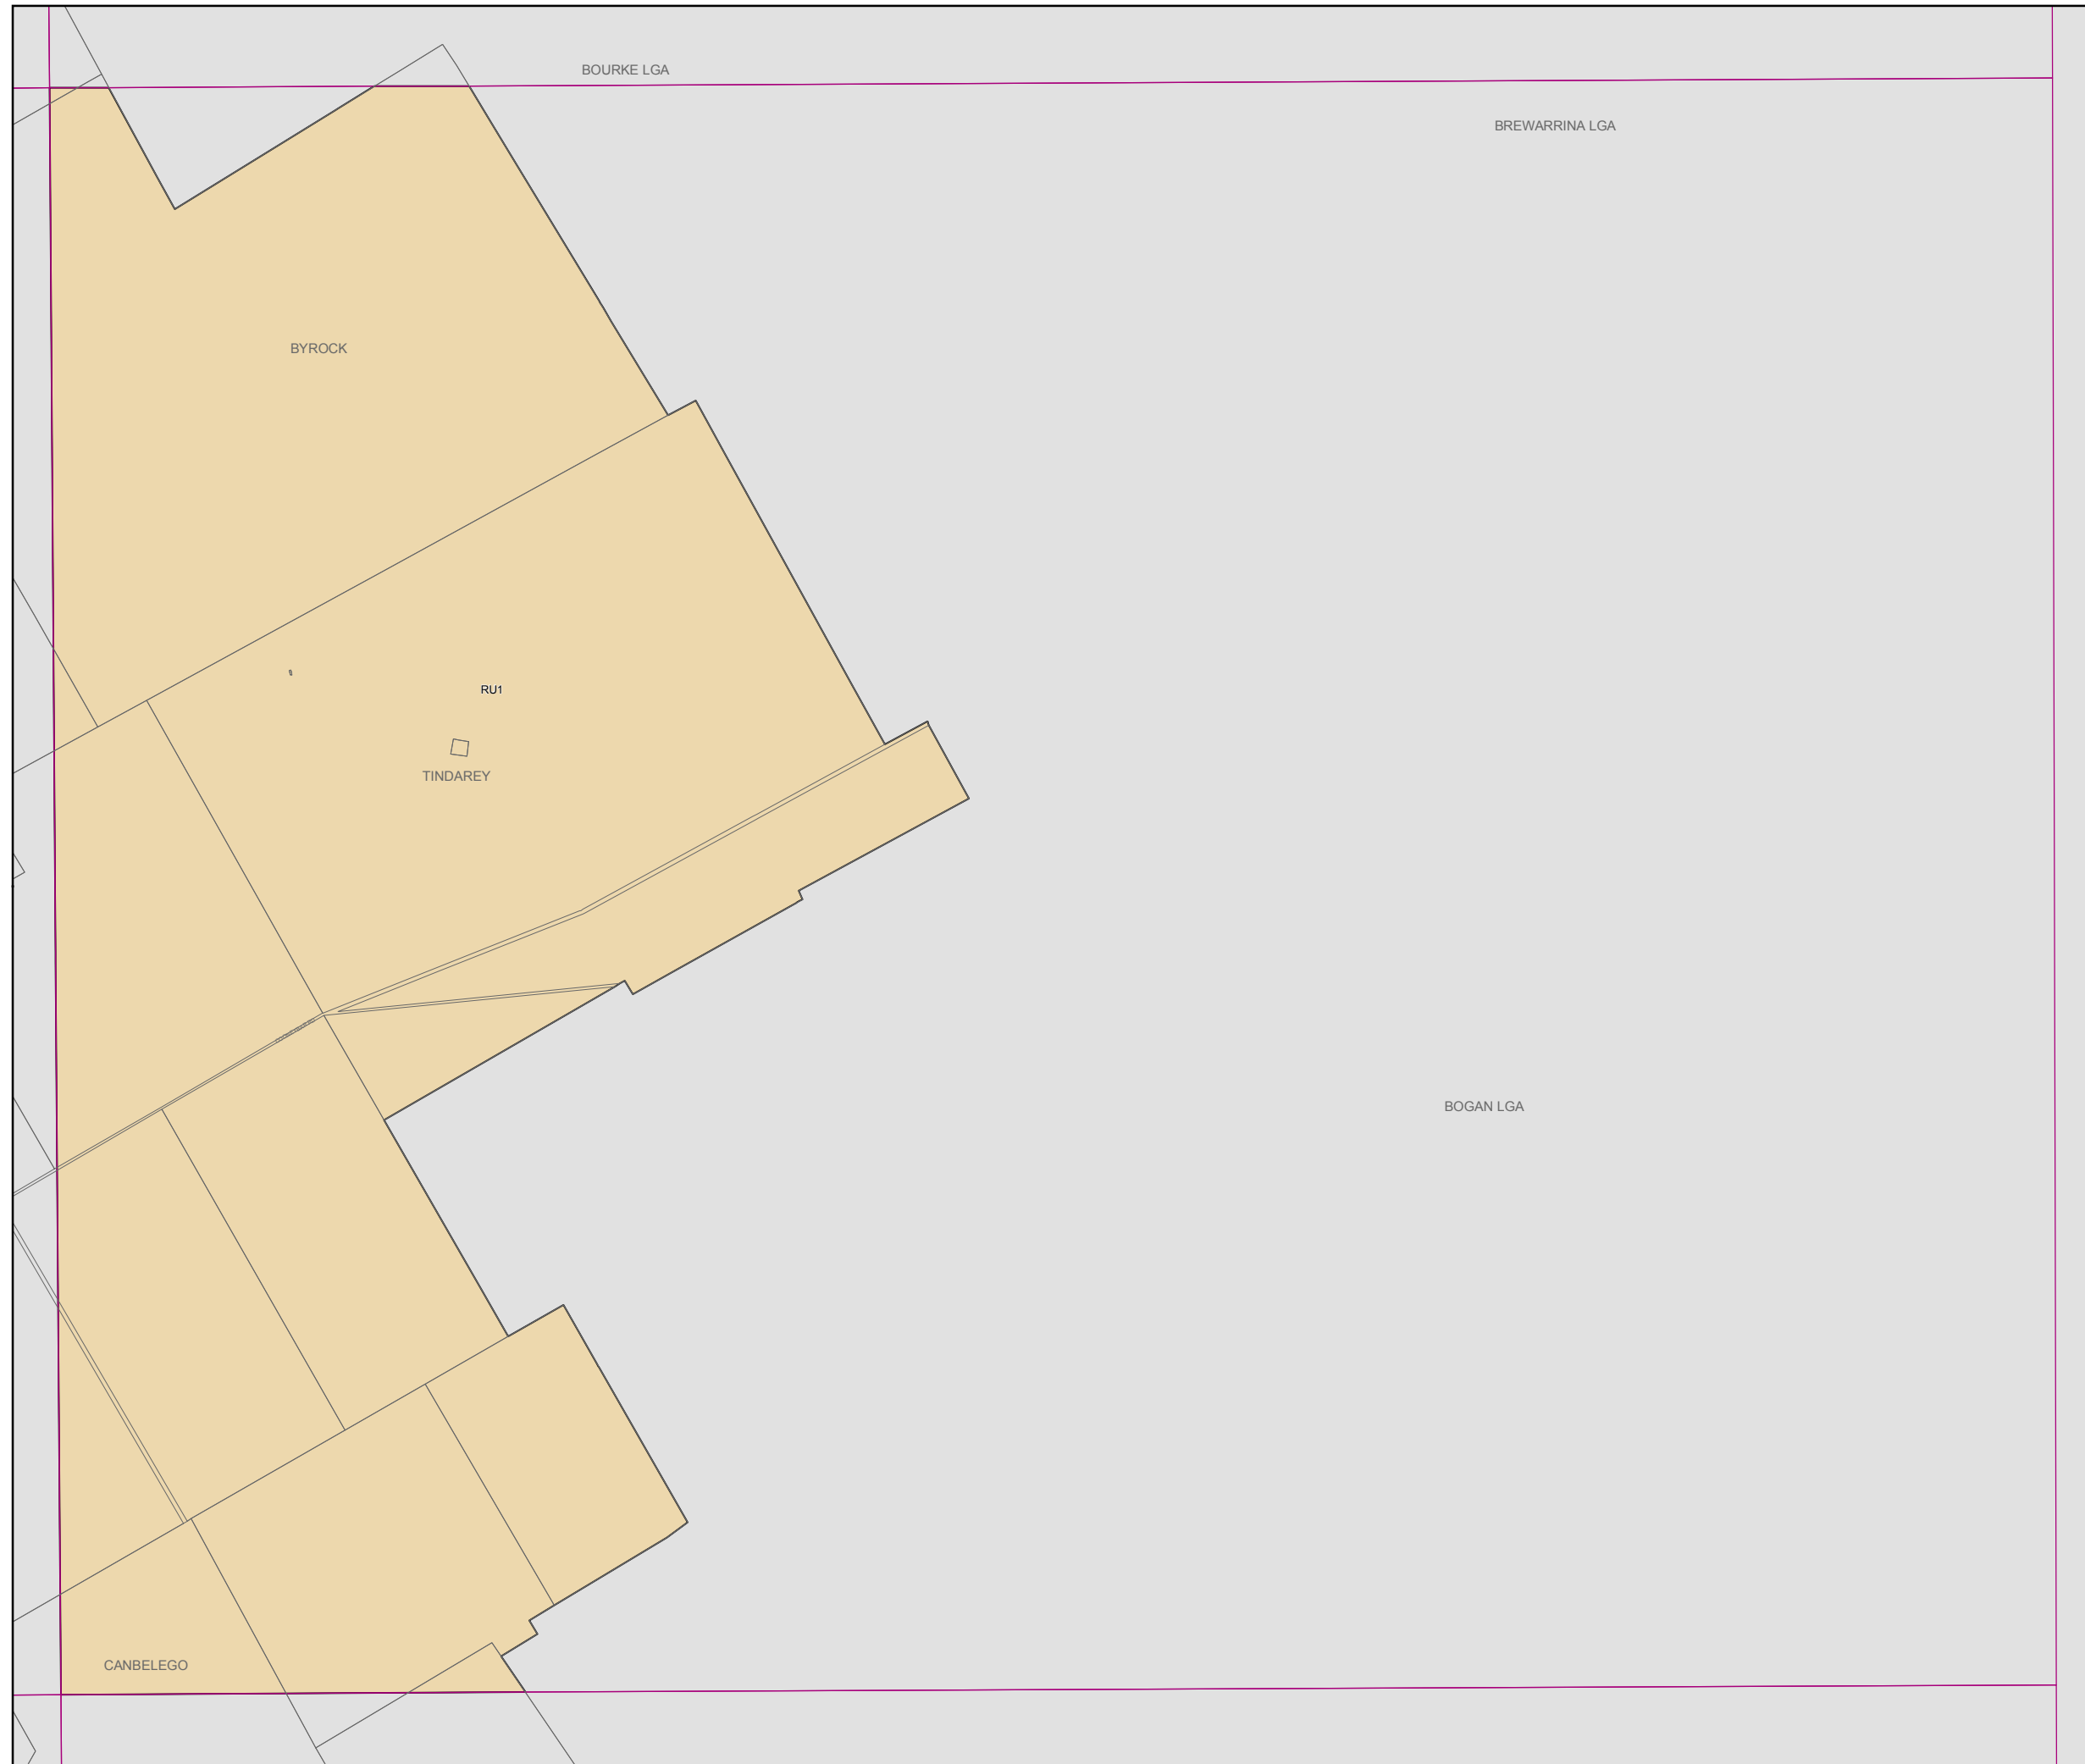 BOURKE LGA
BREWARRINA LGA
BYROCK
RU1
TINDAREY
BOGAN LGA
CANBELEGO